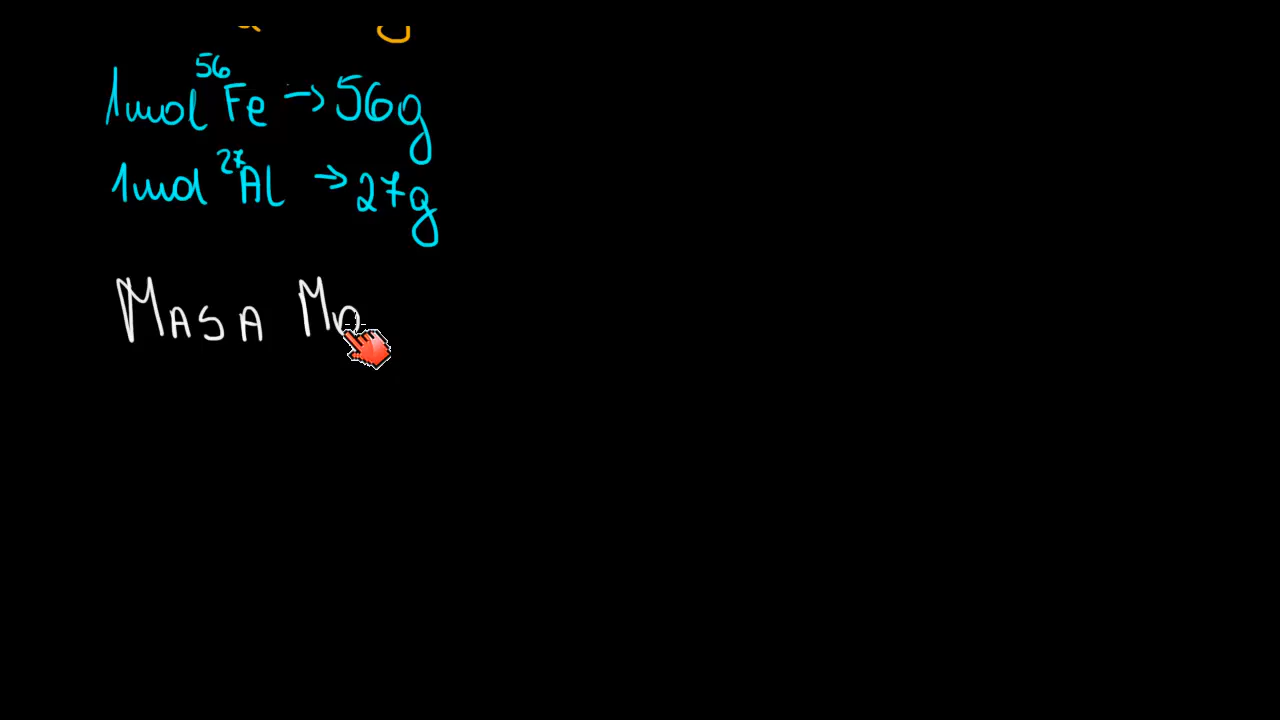 1mol ⁵⁶Fe → 56g
1mol ²⁷Al → 27g
MASA Mo